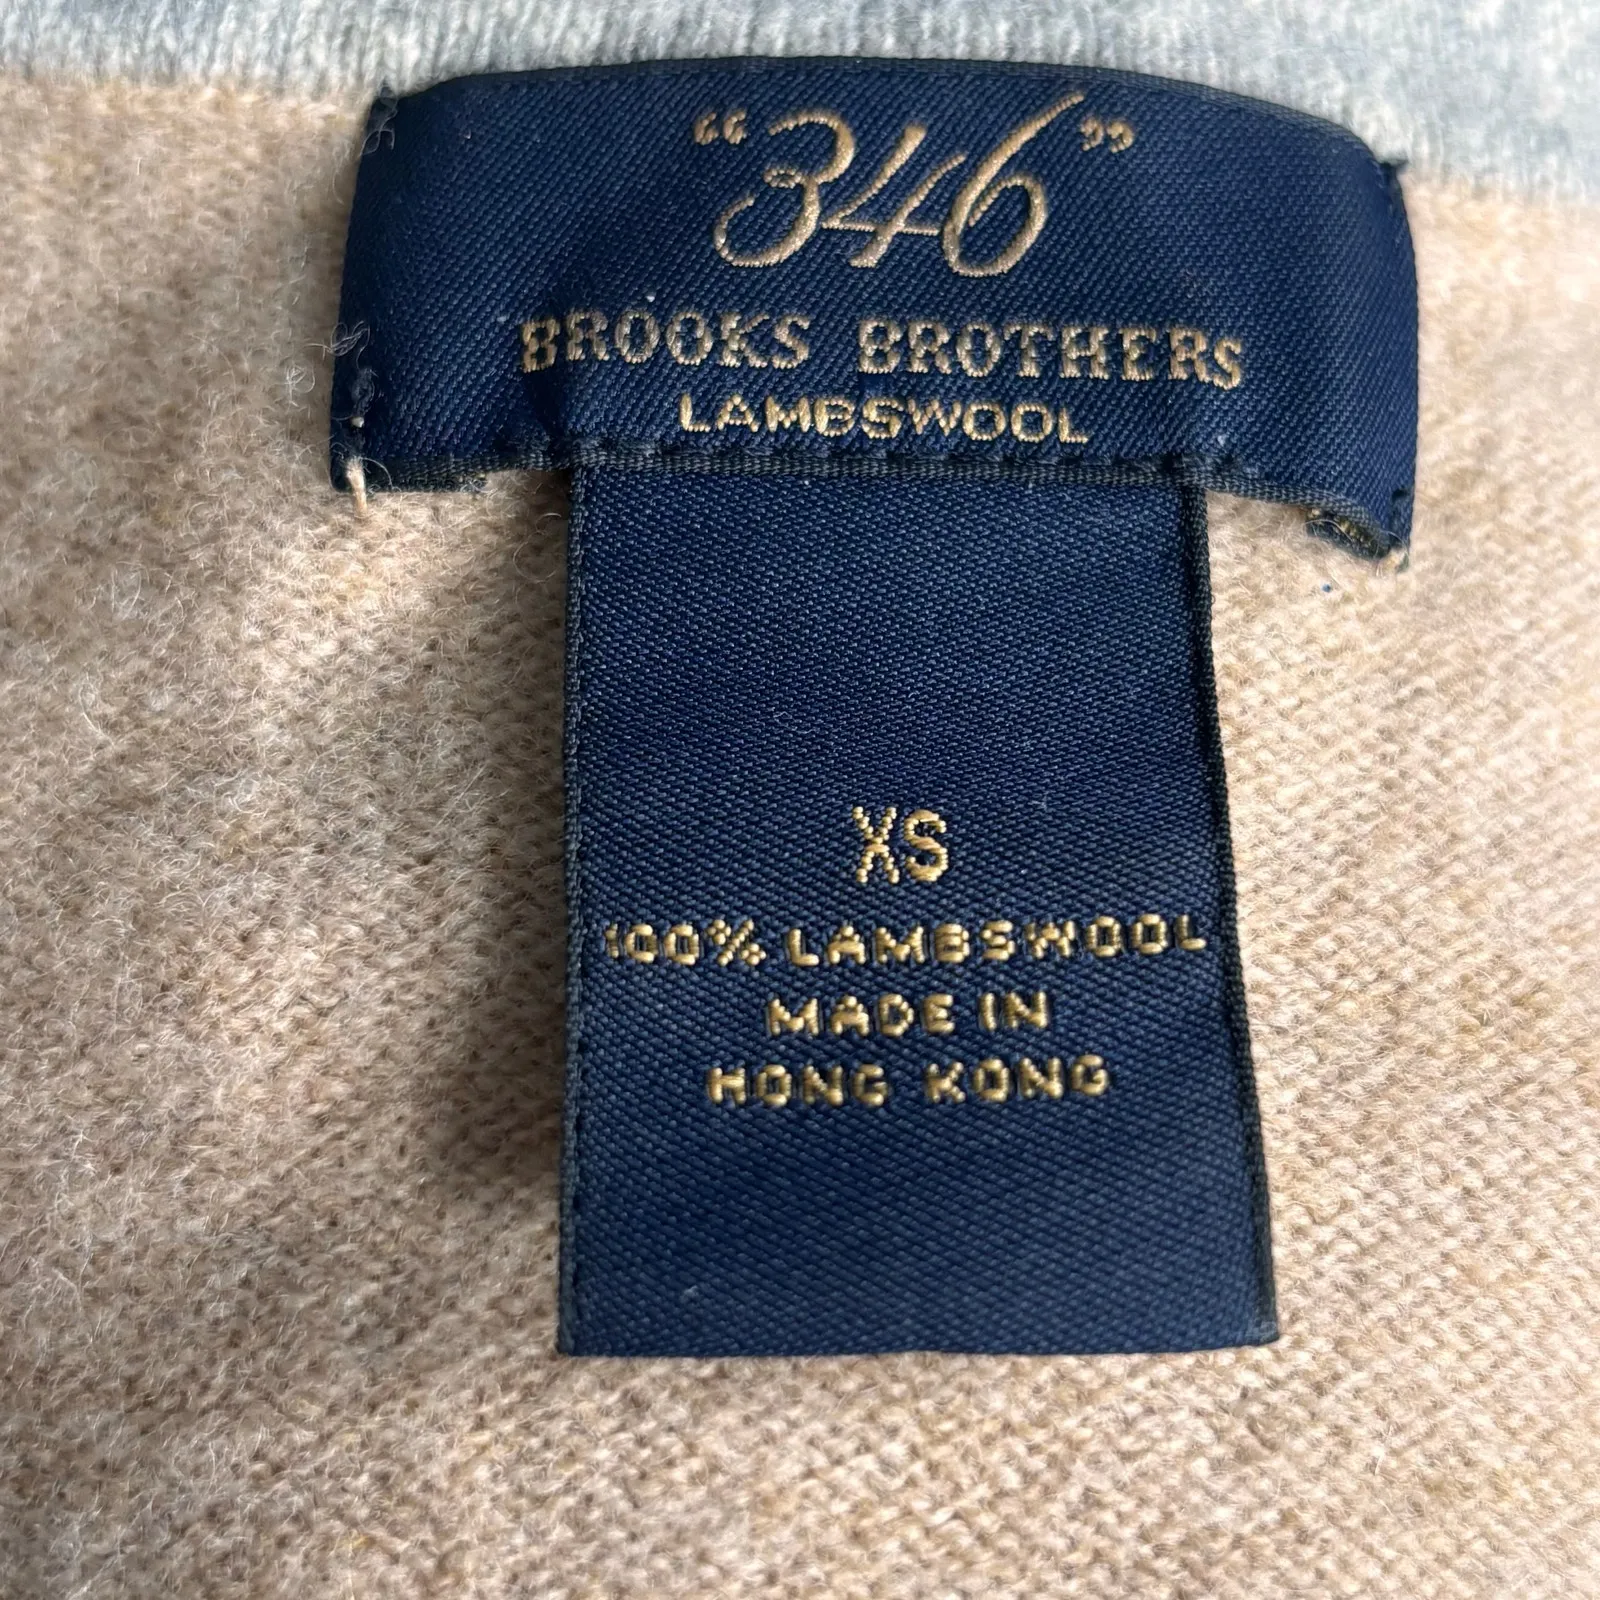 “346”
BROOKS BROTHERS
LAMBSWOOL
XS
100% LAMBSWOOL
MADE IN
HONG KONG